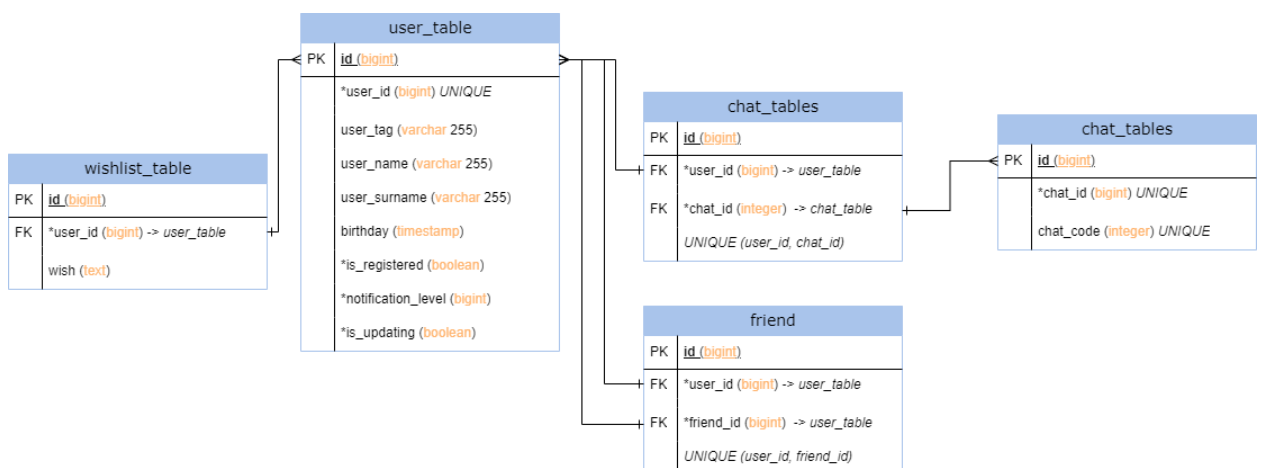 user_table
PK id (bigint)
*user_id (bigint) UNIQUE
user_tag (varchar 255)
user_name (varchar 255)
user_surname (varchar 255)
birthday (timestamp)
*is_registered (boolean)
*notification_level (bigint)
*is_updating (boolean)
wishlist_table
PK id (bigint)
FK *user_id (bigint) -> user_table
wish (text)
chat_tables
PK id (bigint)
FK *user_id (bigint) -> user_table
FK *chat_id (integer) -> chat_table
UNIQUE (user_id, chat_id)
chat_tables
PK id (bigint)
*chat_id (bigint) UNIQUE
chat_code (integer) UNIQUE
friend
PK id (bigint)
FK *user_id (bigint) -> user_table
FK *friend_id (bigint) -> user_table
UNIQUE (user_id, friend_id)